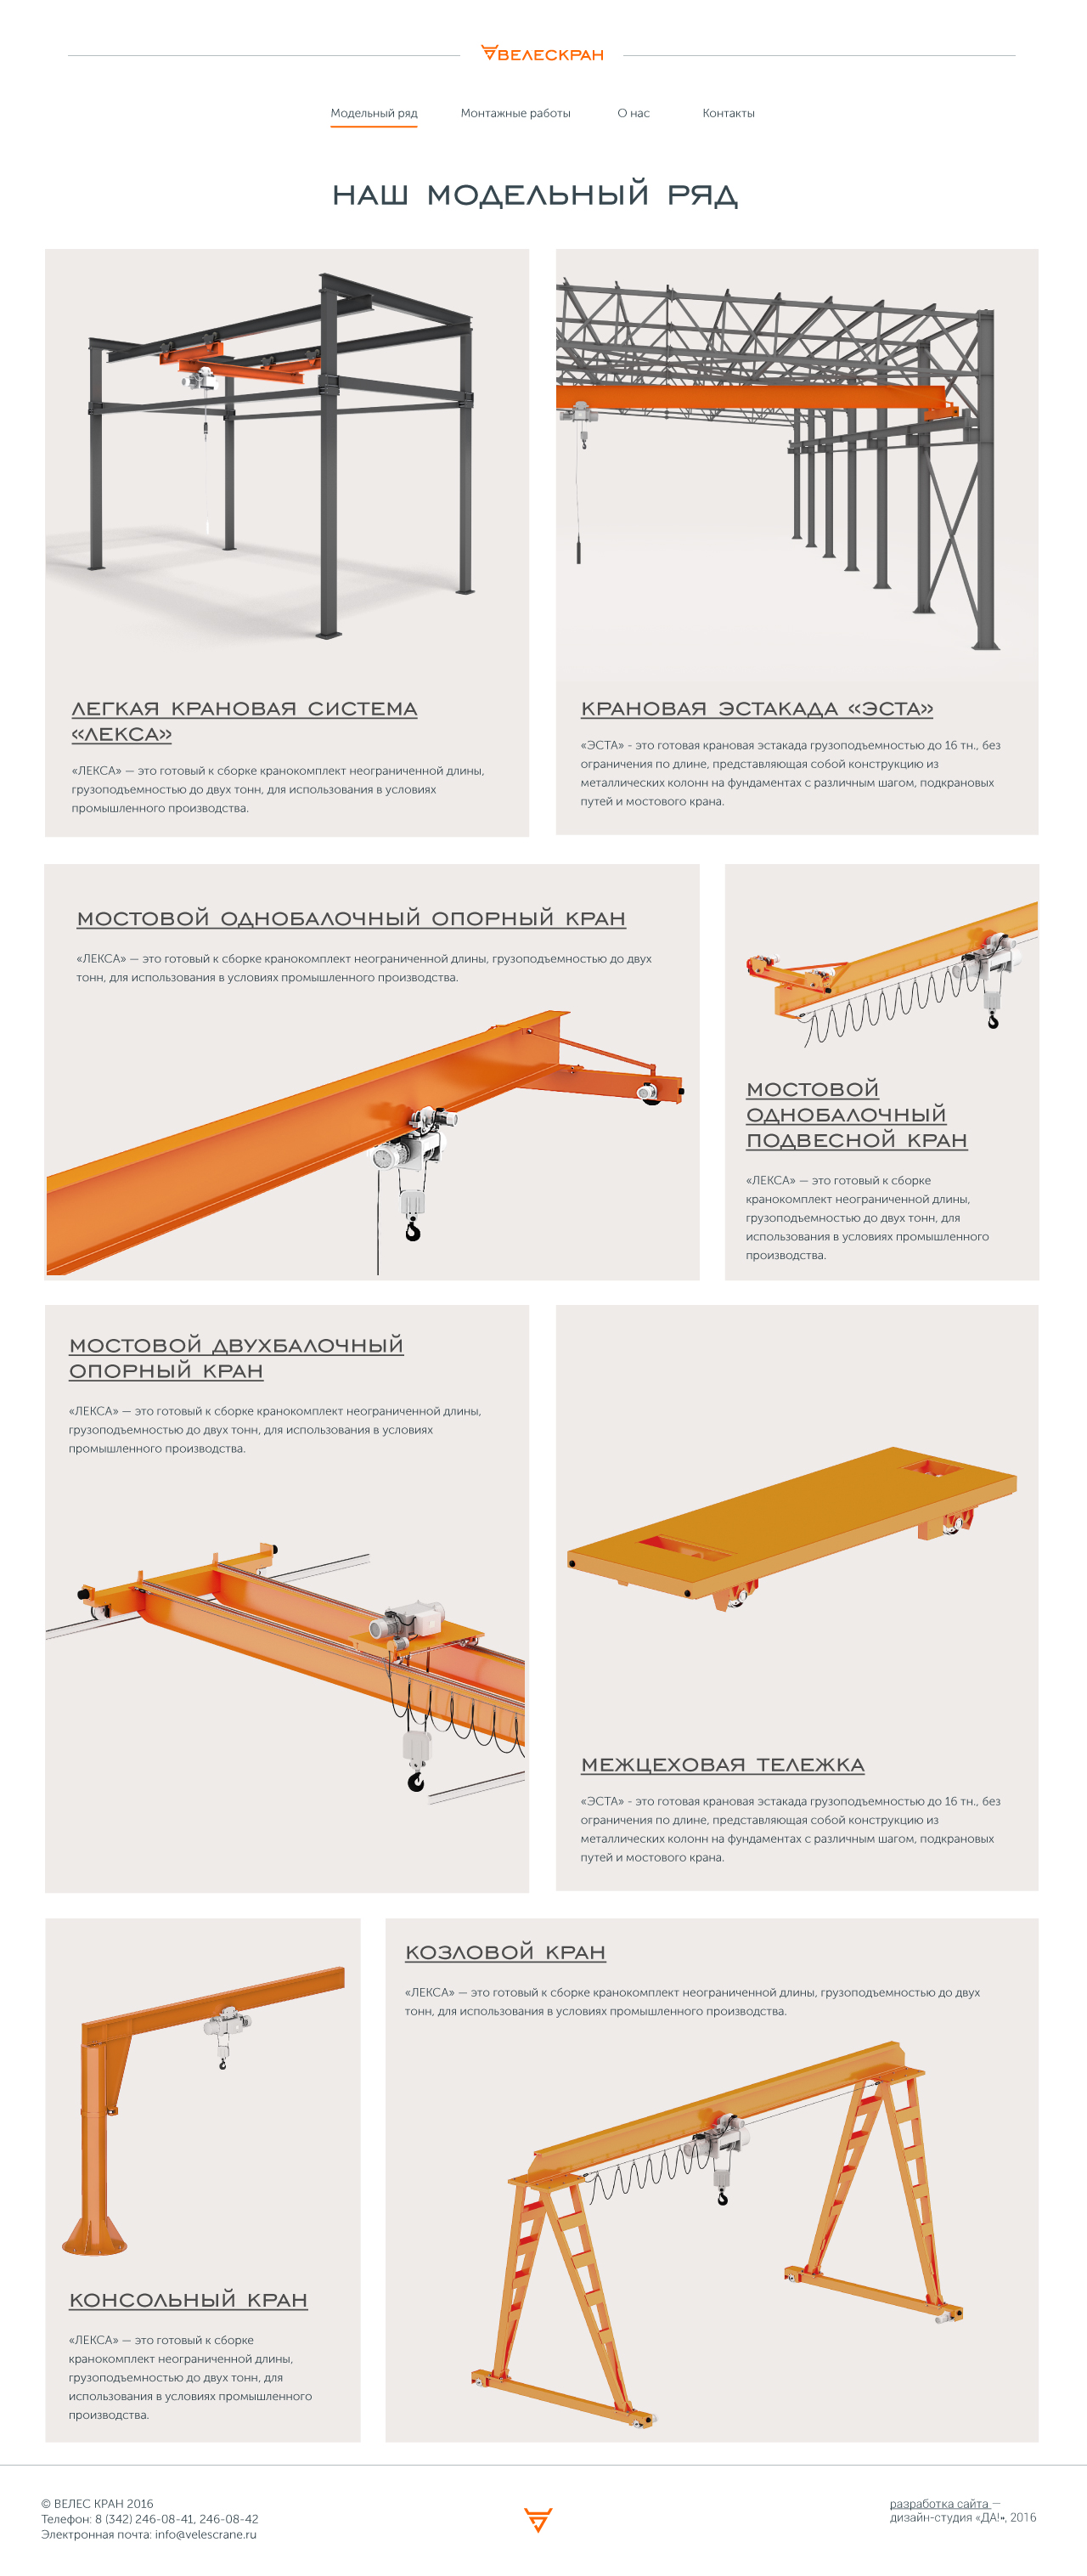 ВЕЛЕСКРАН
Модельный ряд Монтажные работы О нас Контакты
НАШ МОДЕЛЬНЫЙ РЯД
ЛЕГКАЯ КРАНОВАЯ СИСТЕМА
«ЛЕКСА»
«ЛЕКСА» — это готовый к сборке кранокомплект неограниченной длины,
грузоподъемностью до двух тонн, для использования в условиях
промышленного производства.
КРАНОВАЯ ЭСТАКАДА «ЭСТА»
«ЭСТА» - это готовая крановая эстакада грузоподъемностью до 16 тн., без
ограничения по длине, представляющая собой конструкцию из
металлических колонн на фундаментах с различным шагом, подкрановых
путей и мостового крана.
МОСТОВОЙ ОДНОБАЛОЧНЫЙ ОПОРНЫЙ КРАН
«ЛЕКСА» — это готовый к сборке кранокомплект неограниченной длины, грузоподъемностью до двух
тонн, для использования в условиях промышленного производства.
МОСТОВОЙ
ОДНОБАЛОЧНЫЙ
ПОДВЕСНОЙ КРАН
«ЛЕКСА» — это готовый к сборке
кранокомплект неограниченной длины,
грузоподъемностью до двух тонн, для
использования в условиях промышленного
производства.
МОСТОВОЙ ДВУХБАЛОЧНЫЙ
ОПОРНЫЙ КРАН
«ЛЕКСА» — это готовый к сборке кранокомплект неограниченной длины,
грузоподъемностью до двух тонн, для использования в условиях
промышленного производства.
МЕЖЦЕХОВАЯ ТЕЛЕЖКА
«ЭСТА» - это готовая крановая эстакада грузоподъемностью до 16 тн., без
ограничения по длине, представляющая собой конструкцию из
металлических колонн на фундаментах с различным шагом, подкрановых
путей и мостового крана.
КОНСОЛЬНЫЙ КРАН
«ЛЕКСА» — это готовый к сборке
кранокомплект неограниченной длины,
грузоподъемностью до двух тонн, для
использования в условиях промышленного
производства.
КОЗЛОВОЙ КРАН
«ЛЕКСА» — это готовый к сборке кранокомплект неограниченной длины, грузоподъемностью до двух
тонн, для использования в условиях промышленного производства.
© ВЕЛЕС КРАН 2016
Телефон: 8 (342) 246-08-41, 246-08-42
Электронная почта: info@velescrane.ru
разработка сайта —
дизайн-студия «ДА!», 2016